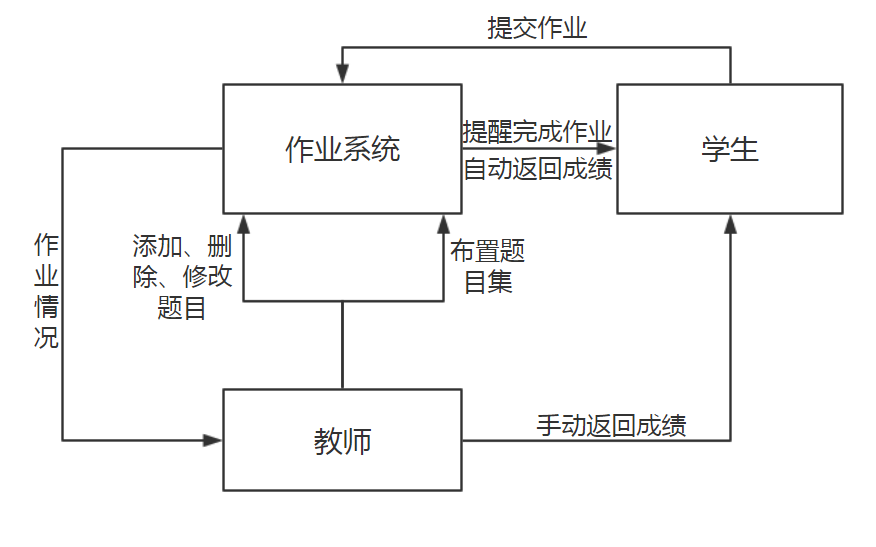 提交作业
作业系统
提醒完成作业
自动返回成绩
学生
作
业
情
况
添加、删
除、修改
题目
布置题
目集
教师
手动返回成绩